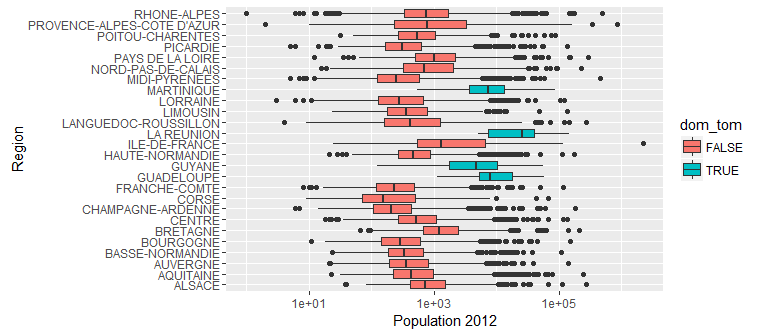 RHONE-ALPES
PROVENCE-ALPES-COTE D'AZUR
POITOU-CHARENTES
PICARDIE
PAYS DE LA LOIRE
NORD-PAS-DE-CALAIS
MIDI-PYRENEES
MARTINIQUE
LORRAINE
LIMOUSIN
LANGUEDOC-ROUSSILLON
LA REUNION
ILE-DE-FRANCE
HAUTE-NORMANDIE
GUYANE
GUADELOUPE
FRANCHE-COMTE
CORSE
CHAMPAGNE-ARDENNE
CENTRE
BRETAGNE
BOURGOGNE
BASSE-NORMANDIE
AUVERGNE
AQUITAINE
ALSACE
Region
1e+01
1e+03
1e+05
Population 2012
dom_tom
FALSE
TRUE